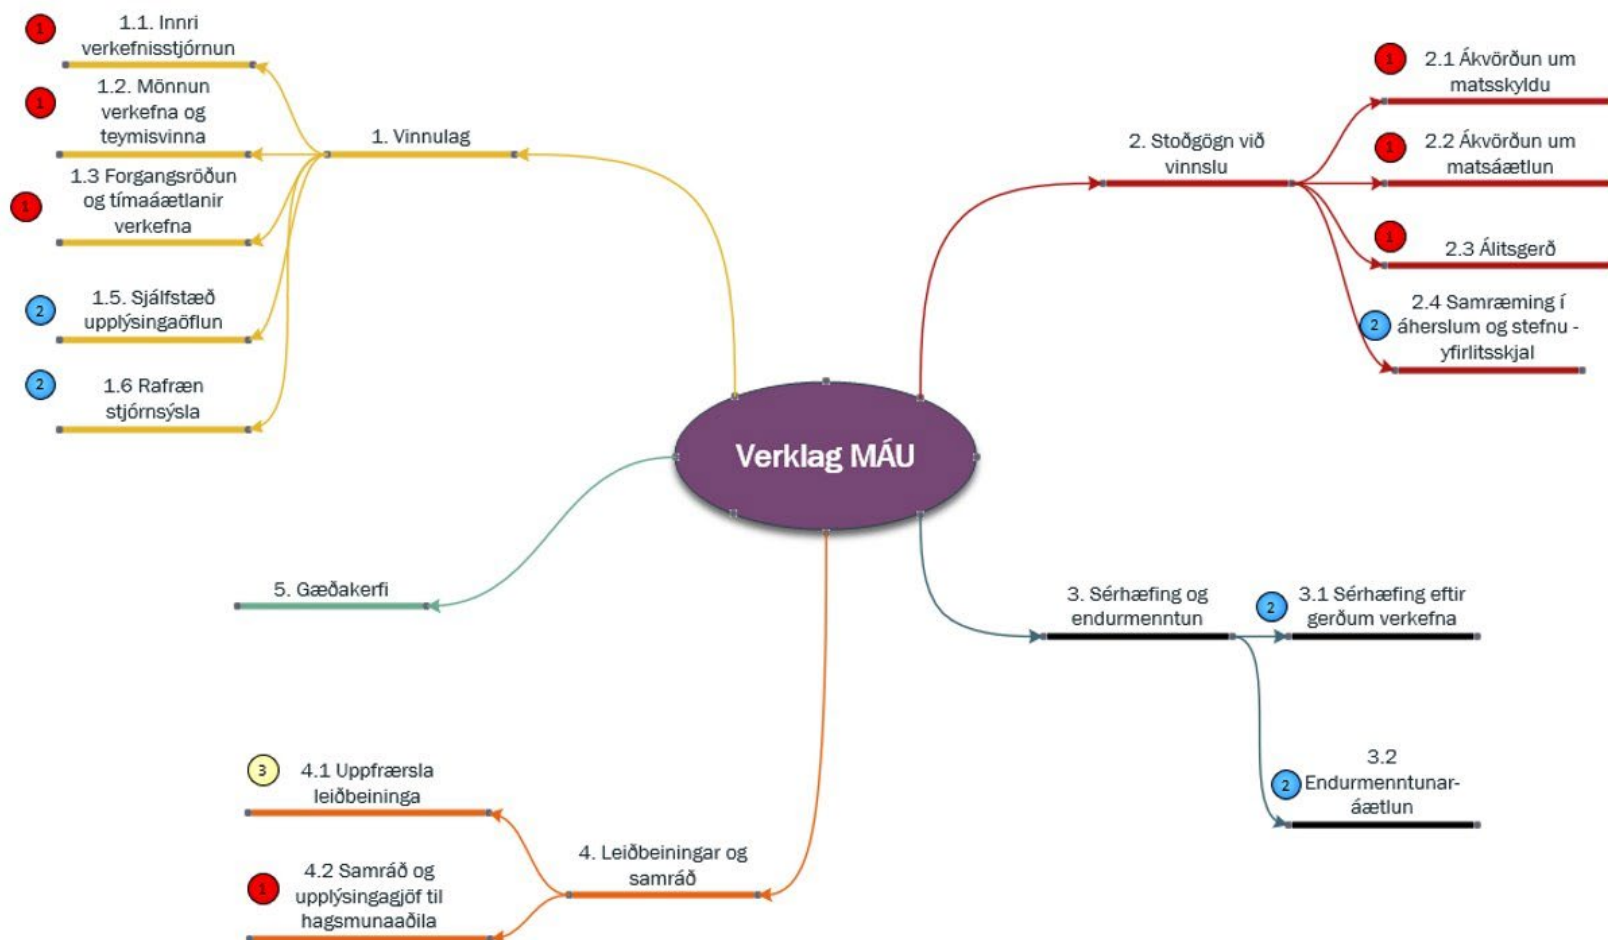 1
1.1. Innri
verkefnisstjórnun
1
1.2. Mönnun
verkefna og
teymisvinna
1
1.3 Forgangsröðun
og tímaáætlanir
verkefna
2
1.5. Sjálfstæð
upplýsingaöflun
2
1.6 Rafræn
stjórnsýsla
1. Vinnulag
2. Stoðgögn við
vinnslu
1
2.1 Ákvörðun um
matsskyldu
1
2.2 Ákvörðun um
matsáætlun
1
2.3 Álitsgerð
2
2.4 Samræming í
áherslum og stefnu -
yfirlitsskjal
Verklag MÁU
5. Gæðakerfi
3. Sérhæfing og
endurmenntun
2
3.1 Sérhæfing eftir
gerðum verkefna
2
3.2
Endurmenntunar-
áætlun
3
4.1 Uppfrærsla
leiðbeininga
1
4.2 Samráð og
upplýsingagjöf til
hagsmunaaðila
4. Leiðbeiningar og
samráð